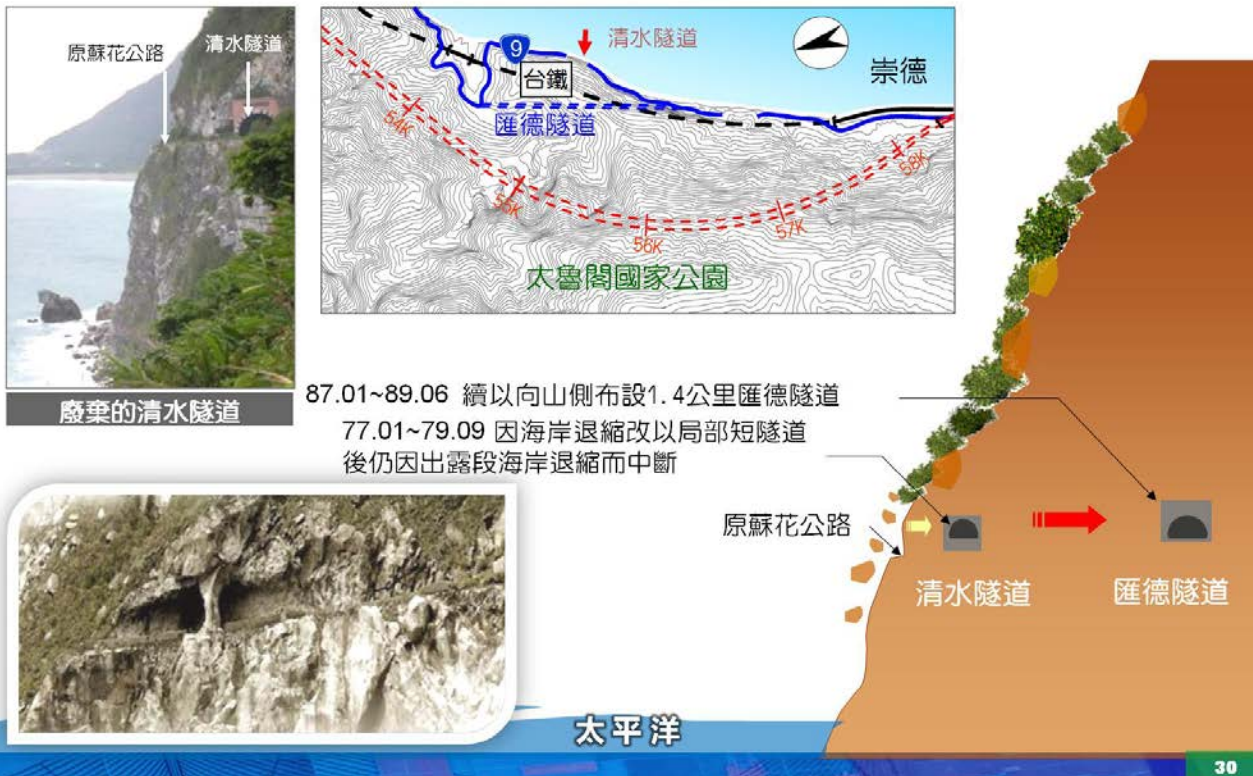 原蘇花公路
清水隧道
廢棄的清水隧道
9
清水隧道
台鐵
崇德
匯德隧道
54K
55K
56K
57K
58K
太魯閣國家公園
87.01~89.06 續以向山側布設1.4公里匯德隧道
77.01~79.09 因海岸退縮改以局部短隧道
後仍因出露段海岸退縮而中斷
原蘇花公路
清水隧道
匯德隧道
太平洋
30